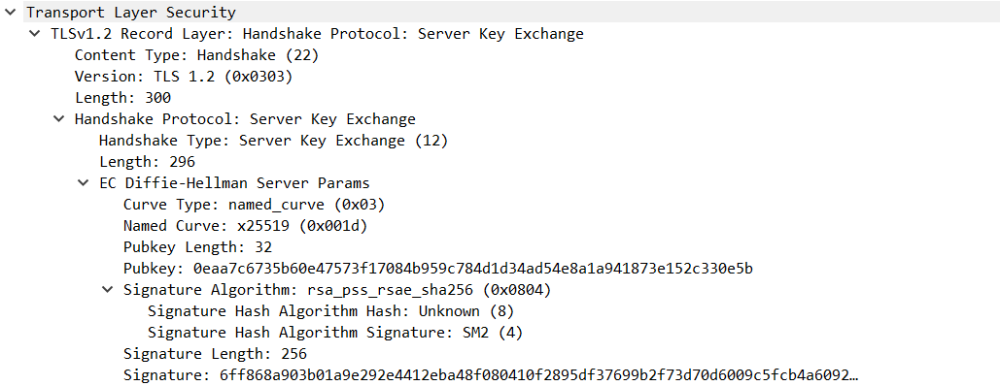 Transport Layer Security
TLSv1.2 Record Layer: Handshake Protocol: Server Key Exchange
Content Type: Handshake (22)
Version: TLS 1.2 (0x0303)
Length: 300
Handshake Protocol: Server Key Exchange
Handshake Type: Server Key Exchange (12)
Length: 296
EC Diffie-Hellman Server Params
Curve Type: named_curve (0x03)
Named Curve: x25519 (0x001d)
Pubkey Length: 32
Pubkey: 0eaa7c6735b60e47573f17084b959c784d1d34ad54e8a1a941873e152c330e5b
Signature Algorithm: rsa_pss_rsae_sha256 (0x0804)
Signature Hash Algorithm Hash: Unknown (8)
Signature Hash Algorithm Signature: SM2 (4)
Signature Length: 256
Signature: 6ff868a903b01a9e292e4412eba48f080410f2895df37699b2f73d70d6009c5fcb4a6092…